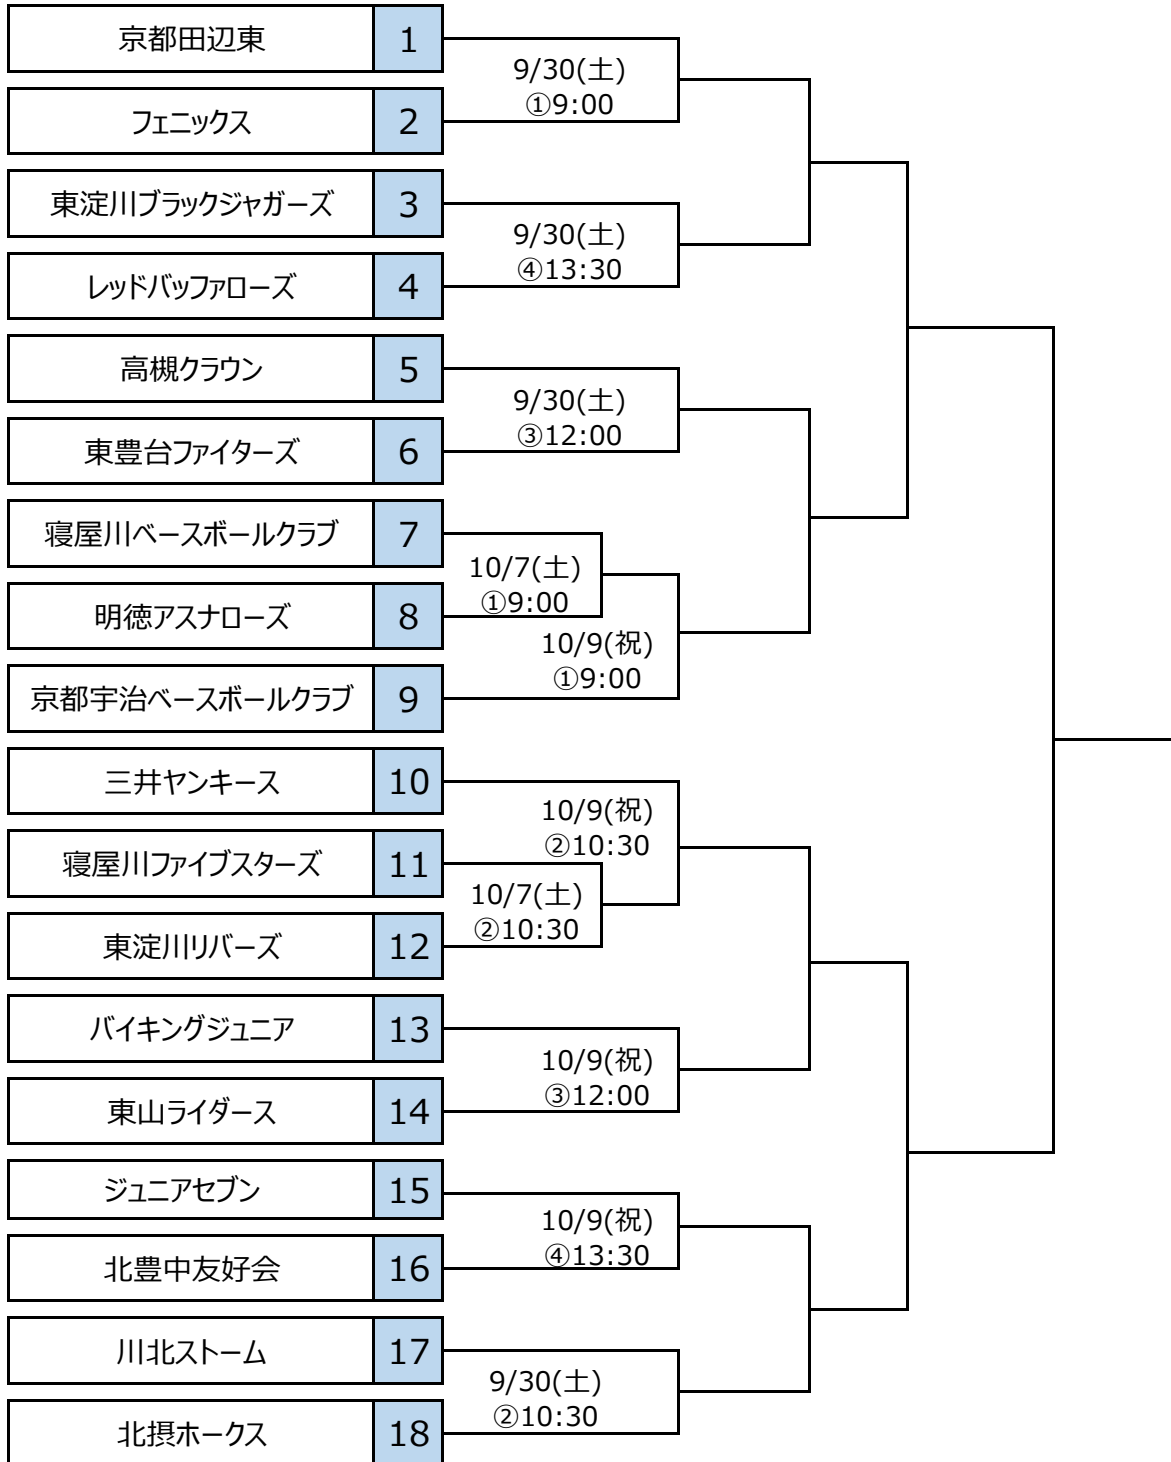 京都田辺東 1
9/30(土)
①9:00
フェニックス 2
東淀川ブラックジャガーズ 3
9/30(土)
④13:30
レッドバッファローズ 4
高槻クラウン 5
9/30(土)
③12:00
東豊台ファイターズ 6
寝屋川ベースボールクラブ 7
10/7(土)
①9:00
明徳アスナローズ 8
10/9(祝)
①9:00
京都宇治ベースボールクラブ 9
三井ヤンキース 10
10/9(祝)
②10:30
寝屋川ファイブスターズ 11
10/7(土)
②10:30
東淀川リバーズ 12
バイキングジュニア 13
10/9(祝)
③12:00
東山ライダース 14
ジュニアセブン 15
10/9(祝)
④13:30
北豊中友好会 16
川北ストーム 17
9/30(土)
②10:30
北摂ホークス 18